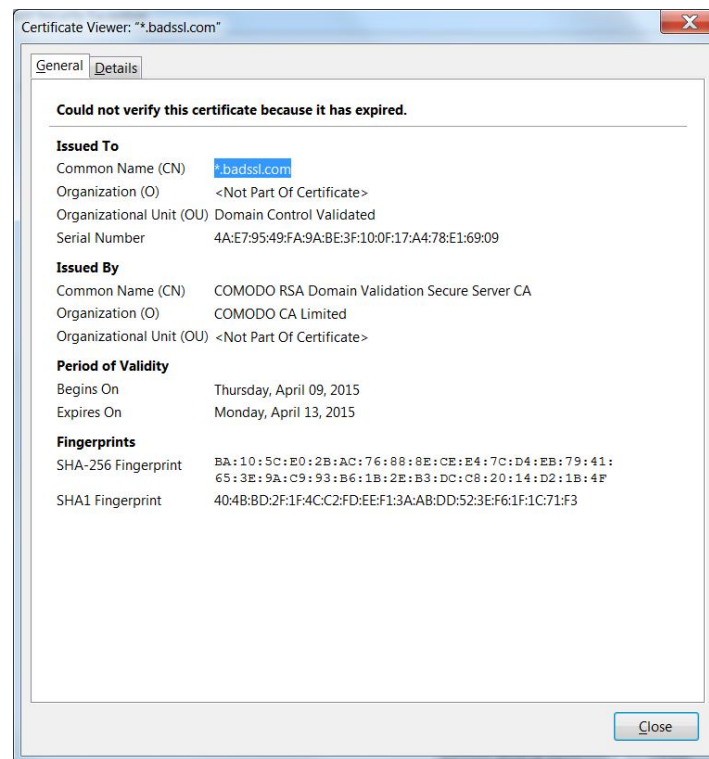 Certificate Viewer: "*.badssl.com"
General Details
Could not verify this certificate because it has expired.
Issued To
Common Name (CN) *.badssl.com
Organization (O) <Not Part Of Certificate>
Organizational Unit (OU) Domain Control Validated
Serial Number 4A:E7:95:49:FA:9A:BE:3F:10:0F:17:A4:78:E1:69:09
Issued By
Common Name (CN) COMODO RSA Domain Validation Secure Server CA
Organization (O) COMODO CA Limited
Organizational Unit (OU) <Not Part Of Certificate>
Period of Validity
Begins On Thursday, April 09, 2015
Expires On Monday, April 13, 2015
Fingerprints
SHA-256 Fingerprint BA:10:5C:E0:2B:AC:76:88:8E:CE:E4:7C:D4:EB:79:41:
65:3E:9A:C9:93:B6:1B:2E:B3:DC:C8:20:14:D2:1B:4F
SHA1 Fingerprint 40:4B:BD:2F:1F:4C:C2:FD:EE:F1:3A:AB:DD:52:3E:F6:1F:1C:71:F3
Close